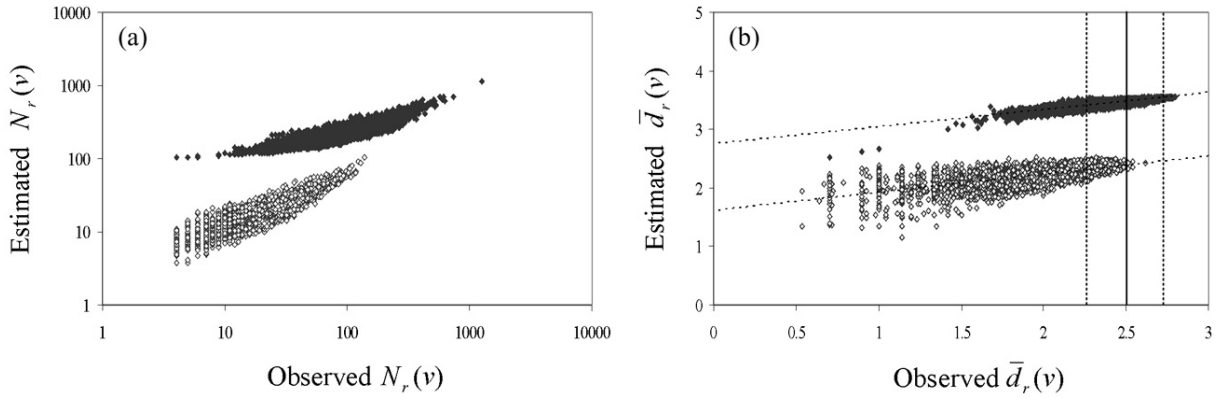 (a)
Estimated N_r(v)
10000
1000
100
10
1
1 10 100 1000 10000
Observed N_r(v)
(b)
Estimated d̅_r(v)
5
4
3
2
1
0
0 0.5 1 1.5 2 2.5 3
Observed d̅_r(v)